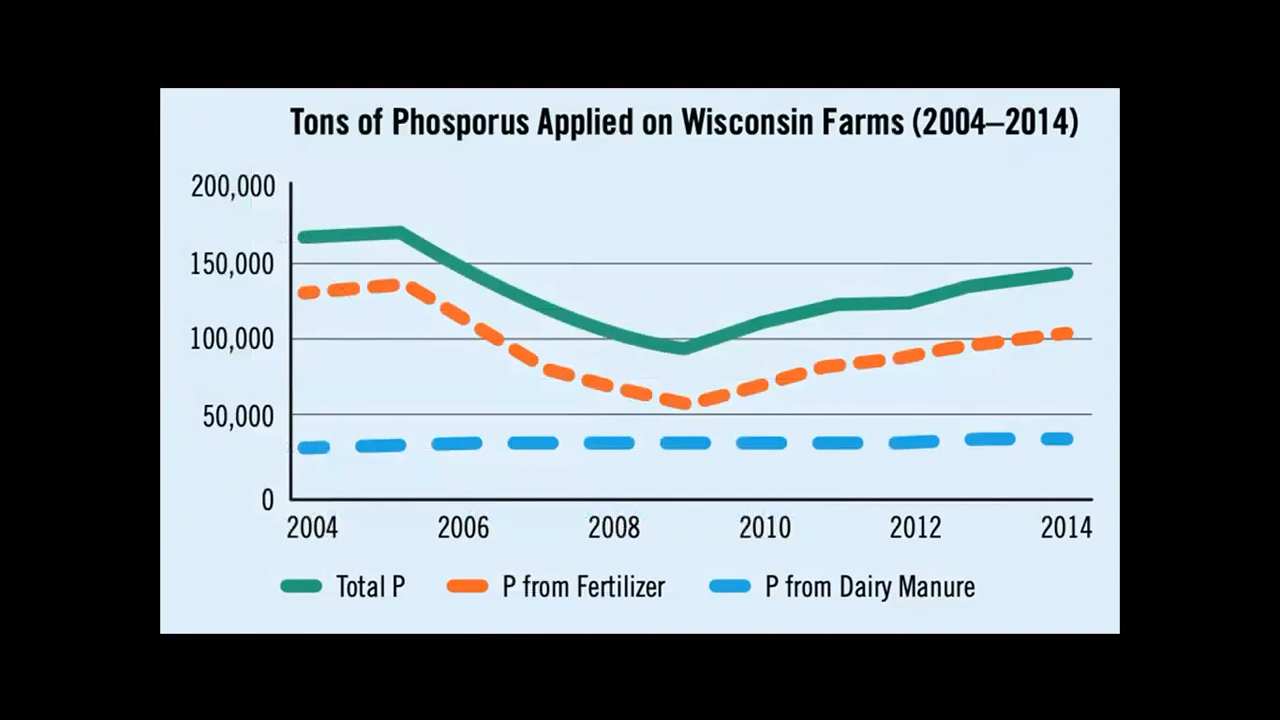 Tons of Phosporus Applied on Wisconsin Farms (2004–2014)
200,000
150,000
100,000
50,000
0
2004 2006 2008 2010 2012 2014
Total P P from Fertilizer P from Dairy Manure